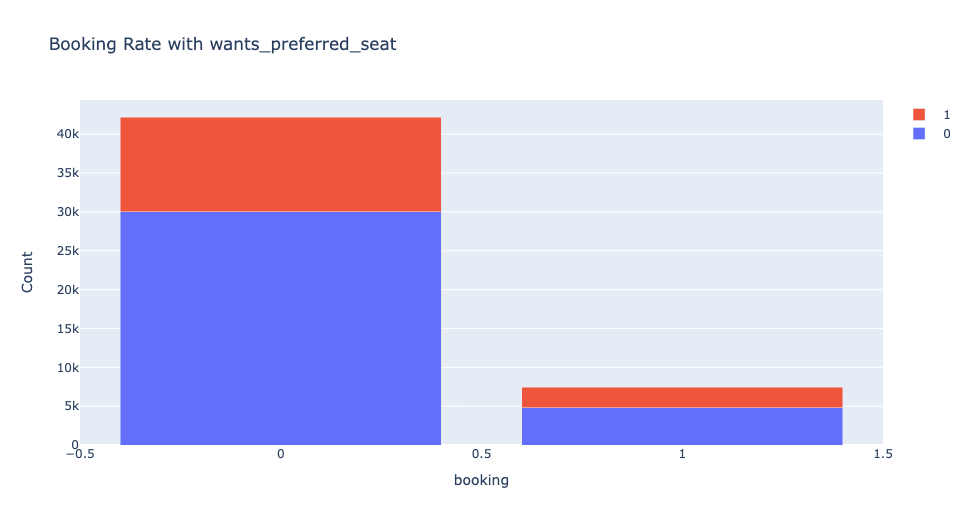 Booking Rate with wants_preferred_seat
1
0
40k
35k
30k
25k
20k
15k
10k
5k
0
Count
−0.5 0 0.5 1 1.5
booking